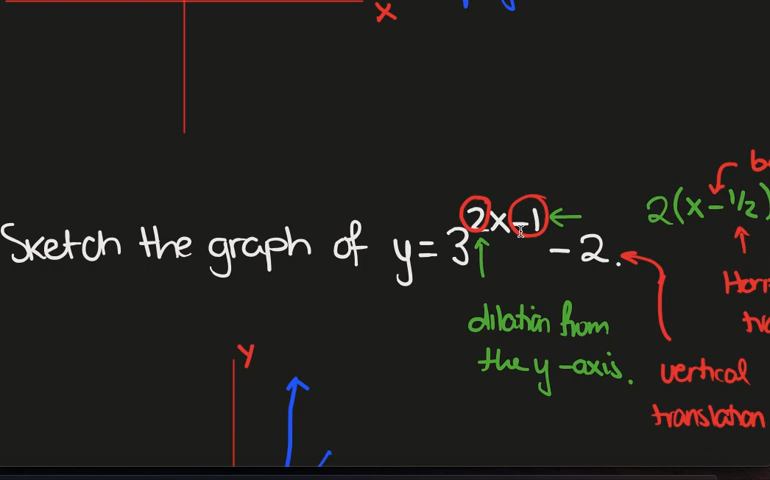 x
2(x-1/2)
Sketch the graph of y=3^{2x-1}-2.
dilation from
the y-axis.
vertical
translation
y